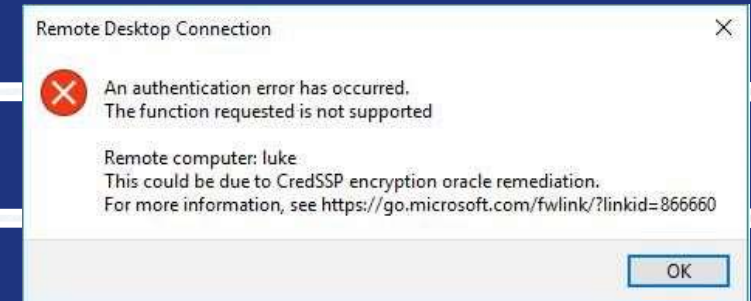 Remote Desktop Connection
An authentication error has occurred.
The function requested is not supported
Remote computer: luke
This could be due to CredSSP encryption oracle remediation.
For more information, see https://go.microsoft.com/fwlink/?linkid=866660
OK